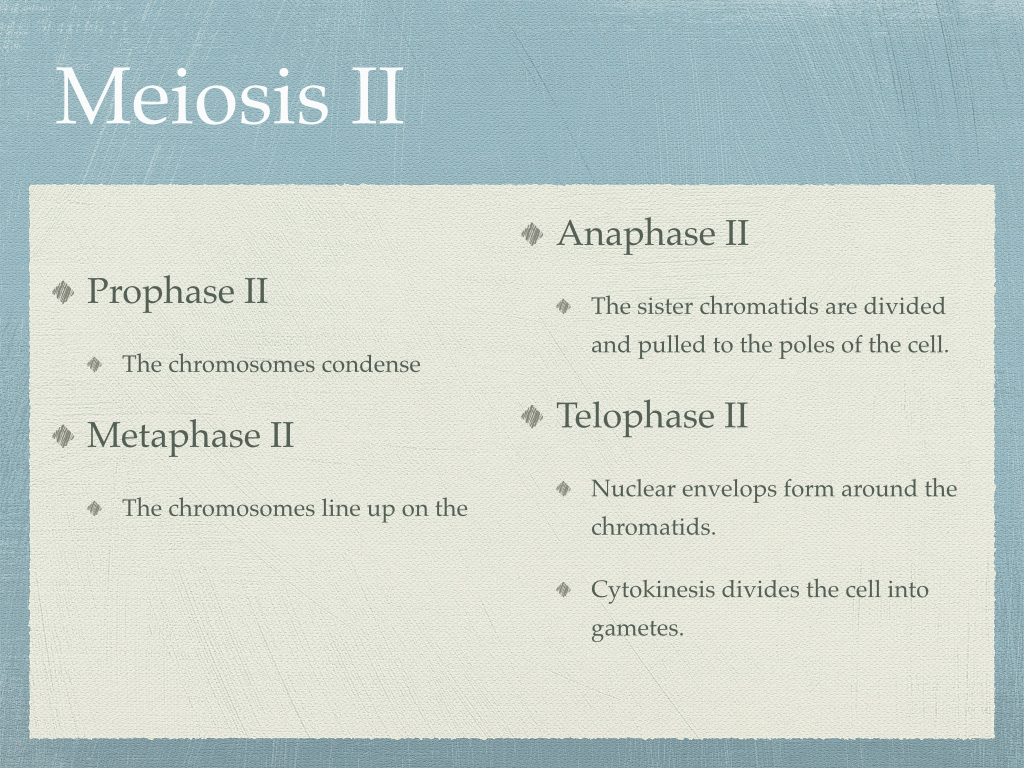 Meiosis II
Prophase II
The chromosomes condense
Metaphase II
The chromosomes line up on the
Anaphase II
The sister chromatids are divided
and pulled to the poles of the cell.
Telophase II
Nuclear envelops form around the
chromatids.
Cytokinesis divides the cell into
gametes.